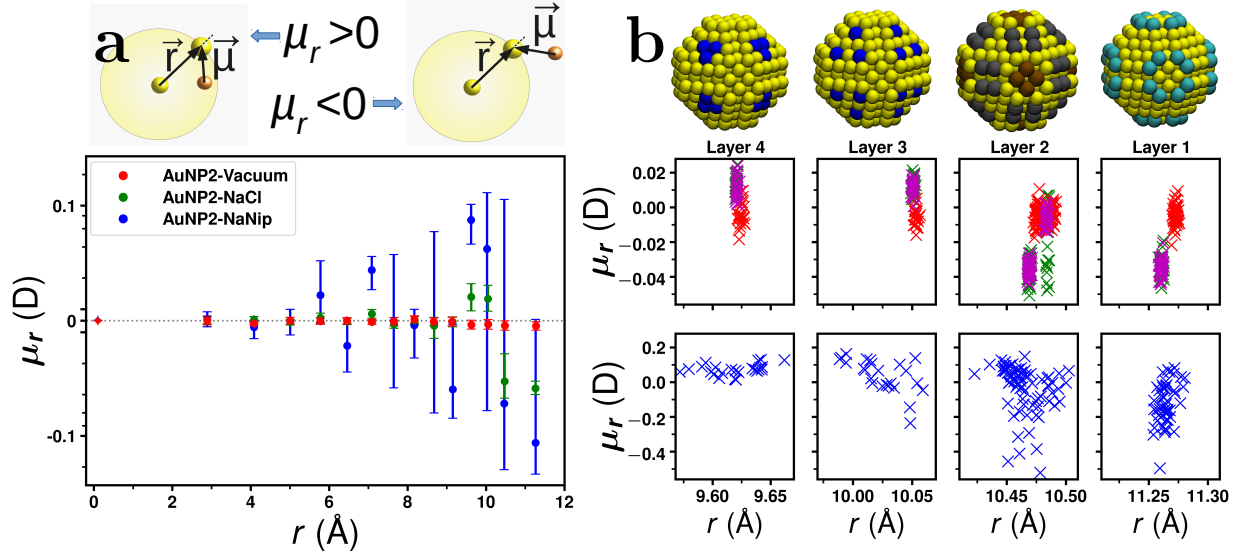 a
r⃗
μ⃗
μr >0
μr <0
r⃗
μ⃗
AuNP2-Vacuum
AuNP2-NaCl
AuNP2-NaNip
0.1
0
-0.1
μr (D)
0 2 4 6 8 10 12
r (Å)
b
Layer 4 Layer 3 Layer 2 Layer 1
0.02
0.00
−0.02
−0.04
μr (D)
0.2
0.0
−0.2
−0.4
μr (D)
9.60 9.65 10.00 10.05 10.45 10.50 11.25 11.30
r (Å) r (Å) r (Å) r (Å)